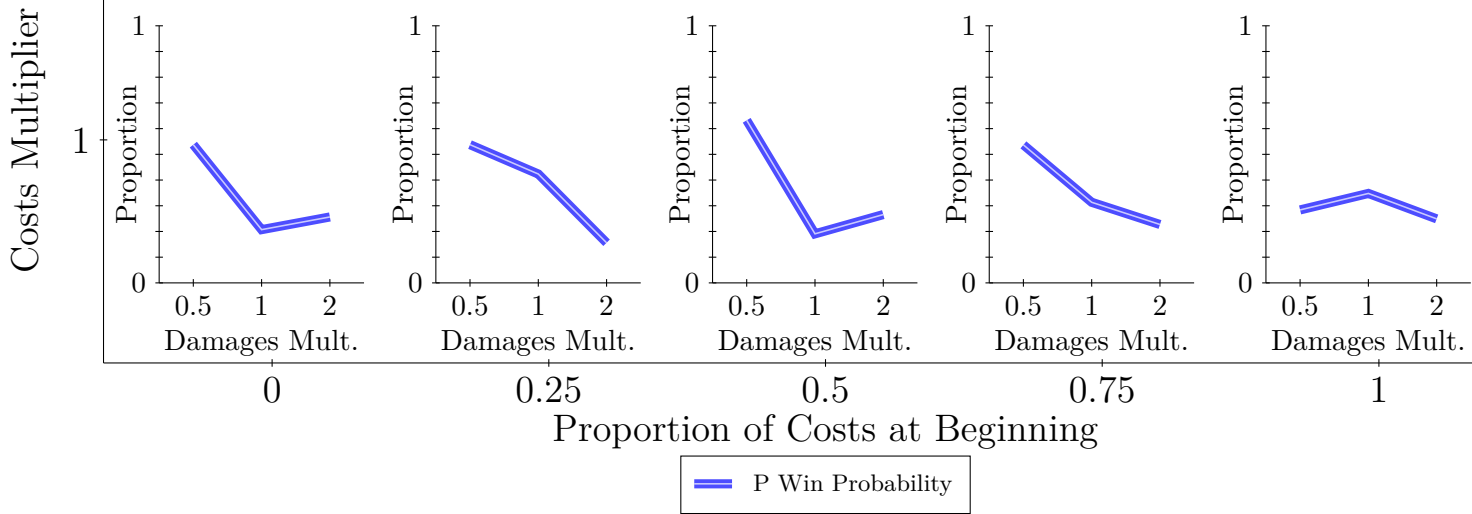 Costs Multiplier
1
1
Proportion
0
0.5 1 2
Damages Mult.
1
Proportion
0
0.5 1 2
Damages Mult.
1
Proportion
0
0.5 1 2
Damages Mult.
1
Proportion
0
0.5 1 2
Damages Mult.
1
Proportion
0
0.5 1 2
Damages Mult.
0 0.25 0.5 0.75 1
Proportion of Costs at Beginning
P Win Probability